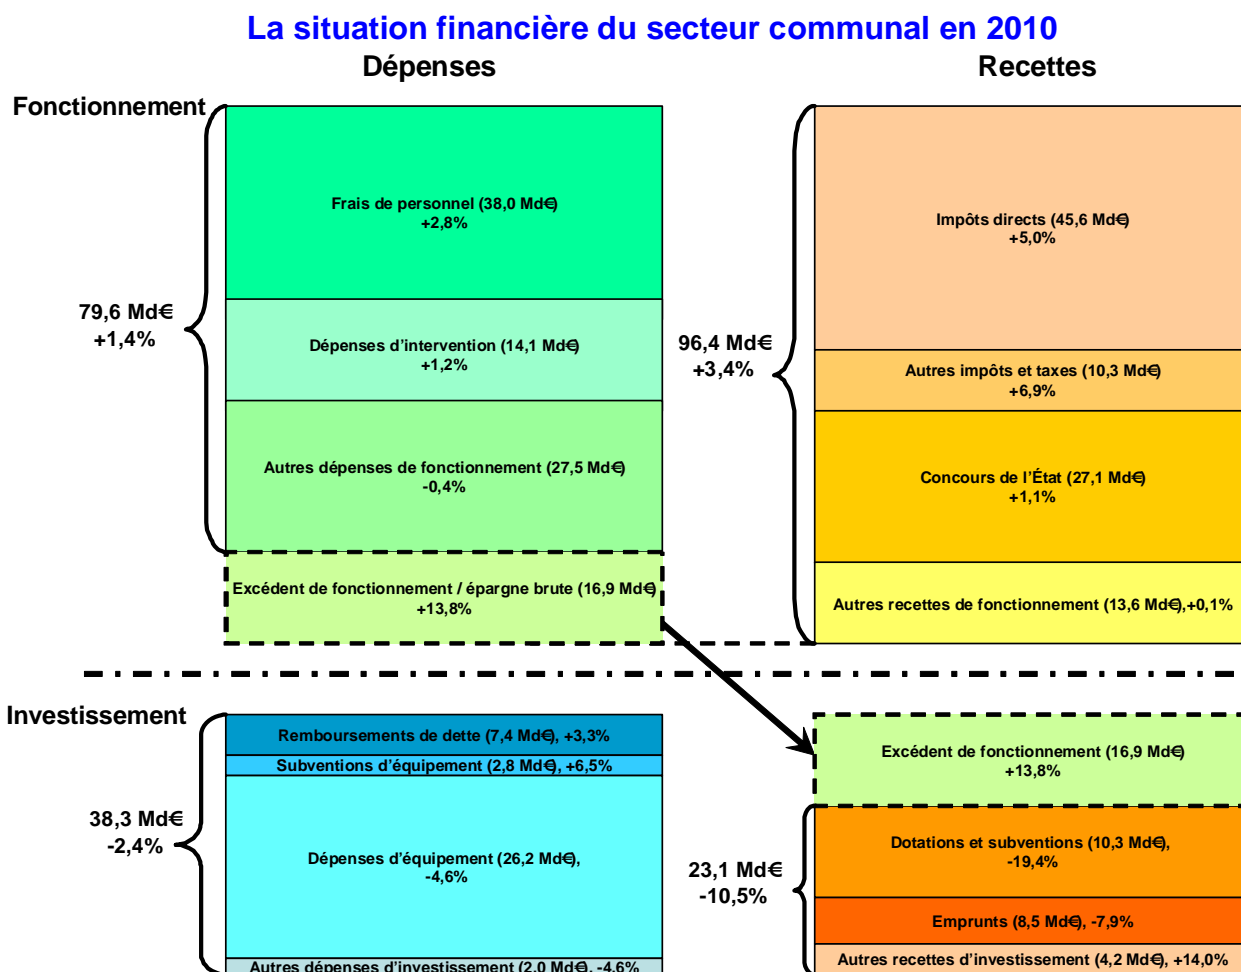 La situation financière du secteur communal en 2010
Dépenses
Recettes
Fonctionnement
Frais de personnel (38,0 Md€)
+2,8%
Impôts directs (45,6 Md€)
+5,0%
79,6 Md€
+1,4%
Dépenses d'intervention (14,1 Md€)
+1,2%
96,4 Md€
+3,4%
Autres impôts et taxes (10,3 Md€)
+6,9%
Autres dépenses de fonctionnement (27,5 Md€)
-0,4%
Concours de l'État (27,1 Md€)
+1,1%
Excédent de fonctionnement / épargne brute (16,9 Md€)
+13,8%
Autres recettes de fonctionnement (13,6 Md€),+0,1%
Investissement
Remboursements de dette (7,4 Md€), +3,3%
Subventions d'équipement (2,8 Md€), +6,5%
Excédent de fonctionnement (16,9 Md€)
+13,8%
38,3 Md€
-2,4%
Dépenses d'équipement (26,2 Md€),
-4,6%
Dotations et subventions (10,3 Md€),
-19,4%
23,1 Md€
-10,5%
Emprunts (8,5 Md€), -7,9%
Autres dépenses d'investissement (2,0 Md€), -4,6%
Autres recettes d'investissement (4,2 Md€), +14,0%